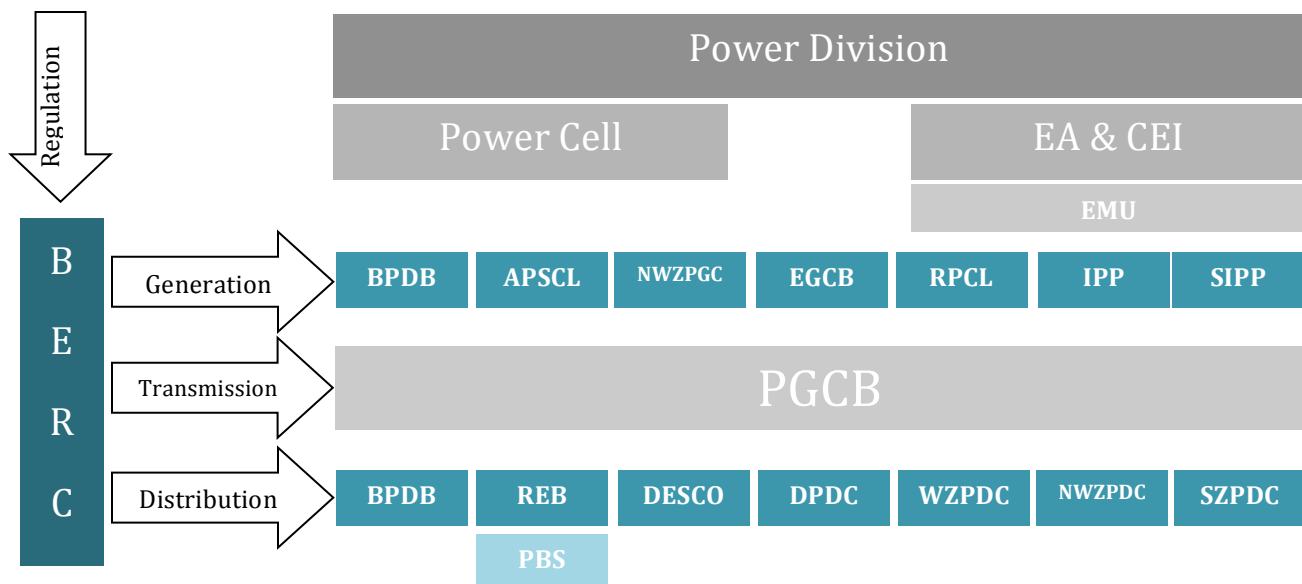 Regulation
Power Division
Power Cell
EA & CEI
EMU
B
E
R
C
Generation
BPDB
APSCL
NWZPGC
EGCB
RPCL
IPP
SIPP
Transmission
PGCB
Distribution
BPDB
REB
DESCO
DPDC
WZPDC
NWZPDC
SZPDC
PBS